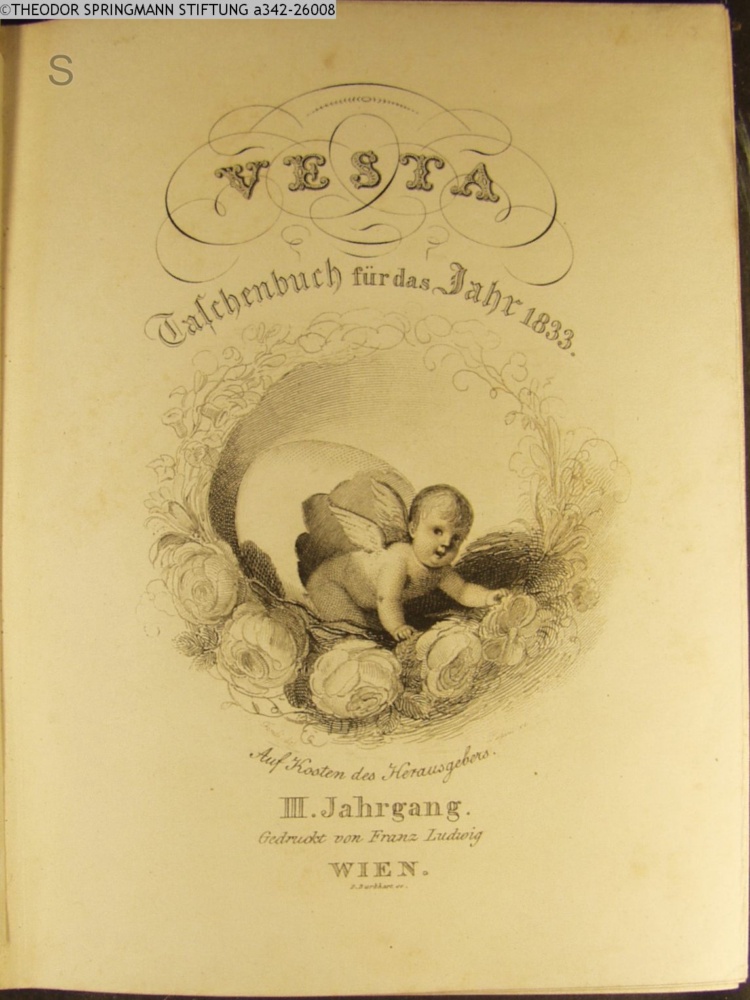 ©THEODOR SPRINGMANN STIFTUNG a342-26008
S
VESTA
Taſchenbuch für das Jahr 1833.
Auf Kosten des Herausgebers.
III. Jahrgang.
Gedruckt von Franz Ludwig
WIEN.